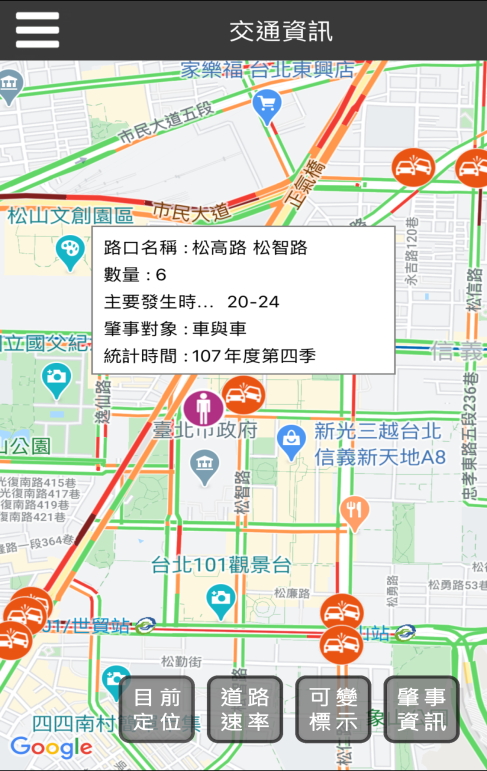 交通資訊
家樂福 台北東興店
市民大道五段
正氣橋
市民大道
松山文創園區
永吉路120巷
松信路
路口名稱 : 松高路 松智路
數量 : 6
主要發生時... 20-24
肇事對象 : 車與車
統計時間 : 107年度第四季
立國父紀
信義
逸仙路
忠孝東路五段236巷
臺北市政府
新光三越台北
信義新天地A8
山公園
光復南路415巷
光復南路417巷
復南路419巷
復南路421巷
松智路
路一段364巷
台北101觀景台
松廉路
松勇路
松勇路53巷
101/世貿站
山站
松勤街
四四南村
集
象山
目前
定位
道路
速率
可變
標示
肇事
資訊
Google